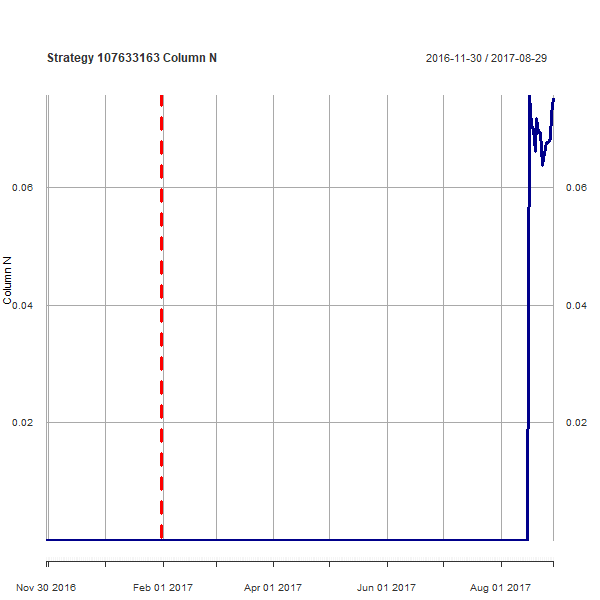 Strategy 107633163 Column N
2016-11-30 / 2017-08-29
0.06
0.06
Column N
0.04
0.04
0.02
0.02
Nov 30 2016
Feb 01 2017
Apr 01 2017
Jun 01 2017
Aug 01 2017